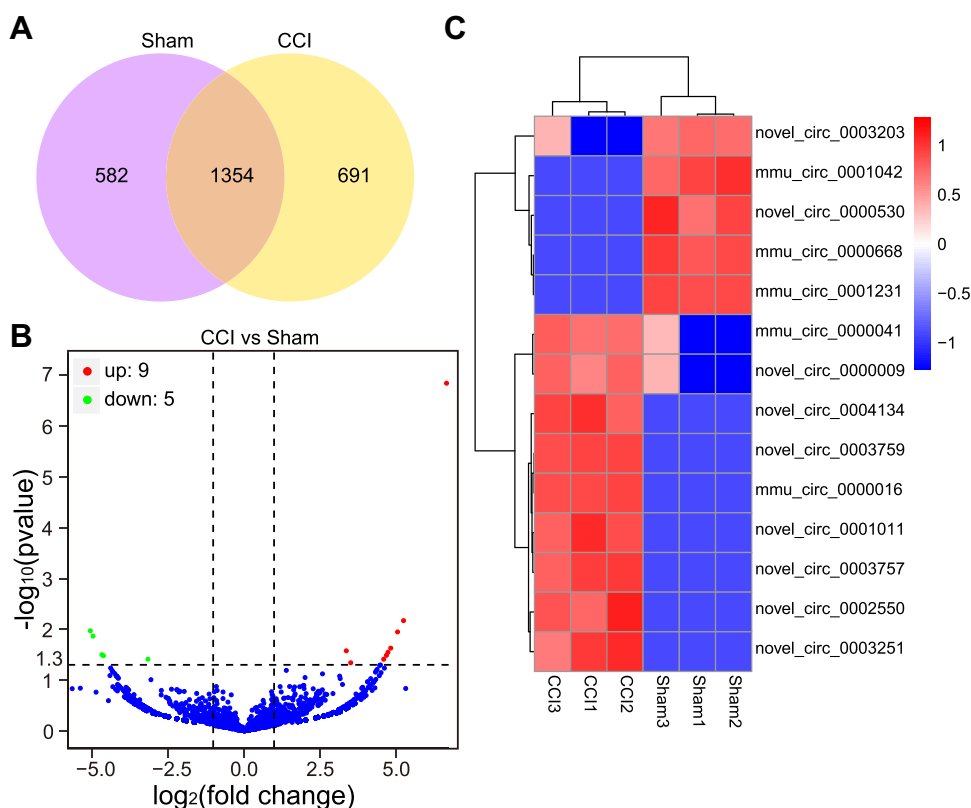 A
Sham
CCI
582
1354
691
B
CCI vs Sham
up: 9
down: 5
7
6
5
4
3
2
1.3
1
0
-log10(pvalue)
−5.0
−2.5
0.0
2.5
5.0
log2(fold change)
C
novel_circ_0003203
mmu_circ_0001042
novel_circ_0000530
mmu_circ_0000668
mmu_circ_0001231
mmu_circ_0000041
novel_circ_0000009
novel_circ_0004134
novel_circ_0003759
mmu_circ_0000016
novel_circ_0001011
novel_circ_0003757
novel_circ_0002550
novel_circ_0003251
CCI3
CCI1
CCI2
Sham3
Sham1
Sham2
1
0.5
0
−0.5
−1